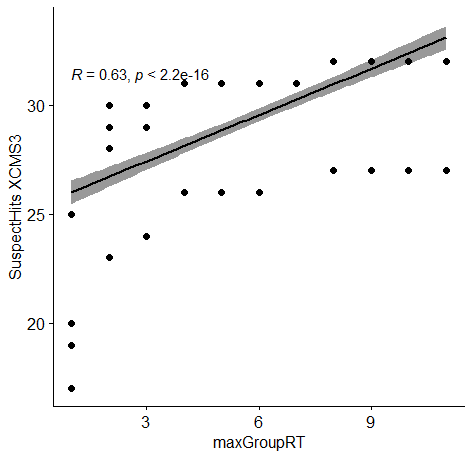 R = 0.63, p < 2.2e-16
30
25
20
SuspectHits XCMS3
3 6 9
maxGroupRT